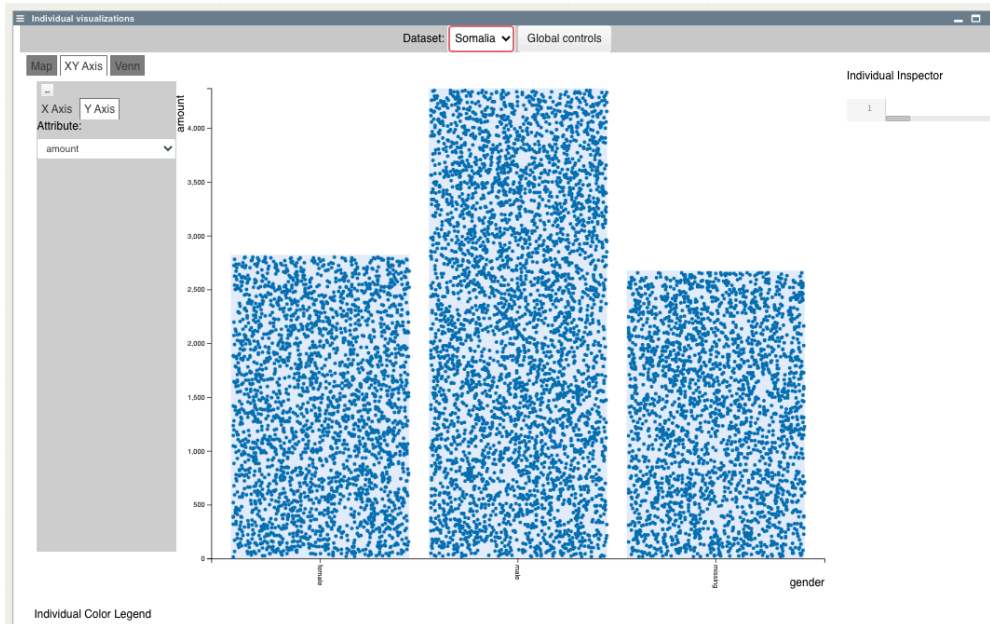 Individual visualizations
Dataset: Somalia Global controls
Map XY Axis Venn
Individual Inspector
1
X Axis Y Axis
Attribute:
amount
amount
4,000
3,500
3,000
2,500
2,000
1,500
1,000
500
0
female
male
missing
gender
Individual Color Legend